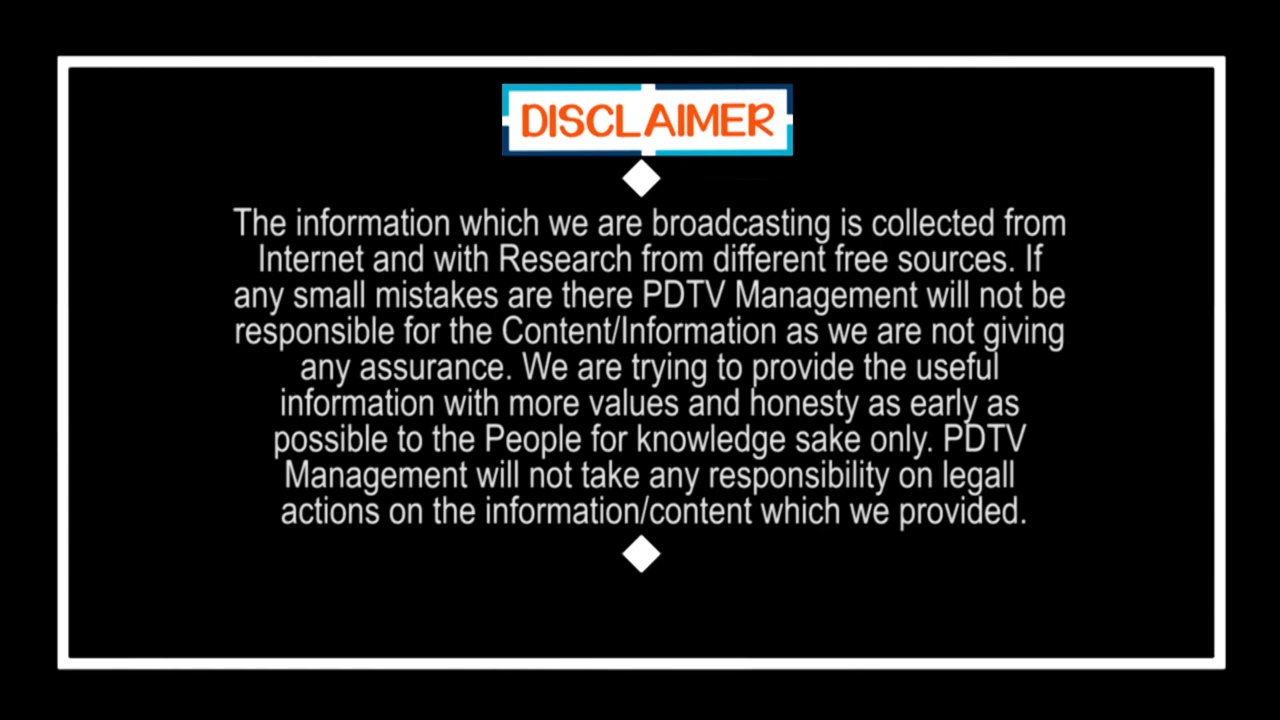 DISCLAIMER
The information which we are broadcasting is collected from
Internet and with Research from different free sources. If
any small mistakes are there PDTV Management will not be
responsible for the Content/Information as we are not giving
any assurance. We are trying to provide the useful
information with more values and honesty as early as
possible to the People for knowledge sake only. PDTV
Management will not take any responsibility on legall
actions on the information/content which we provided.